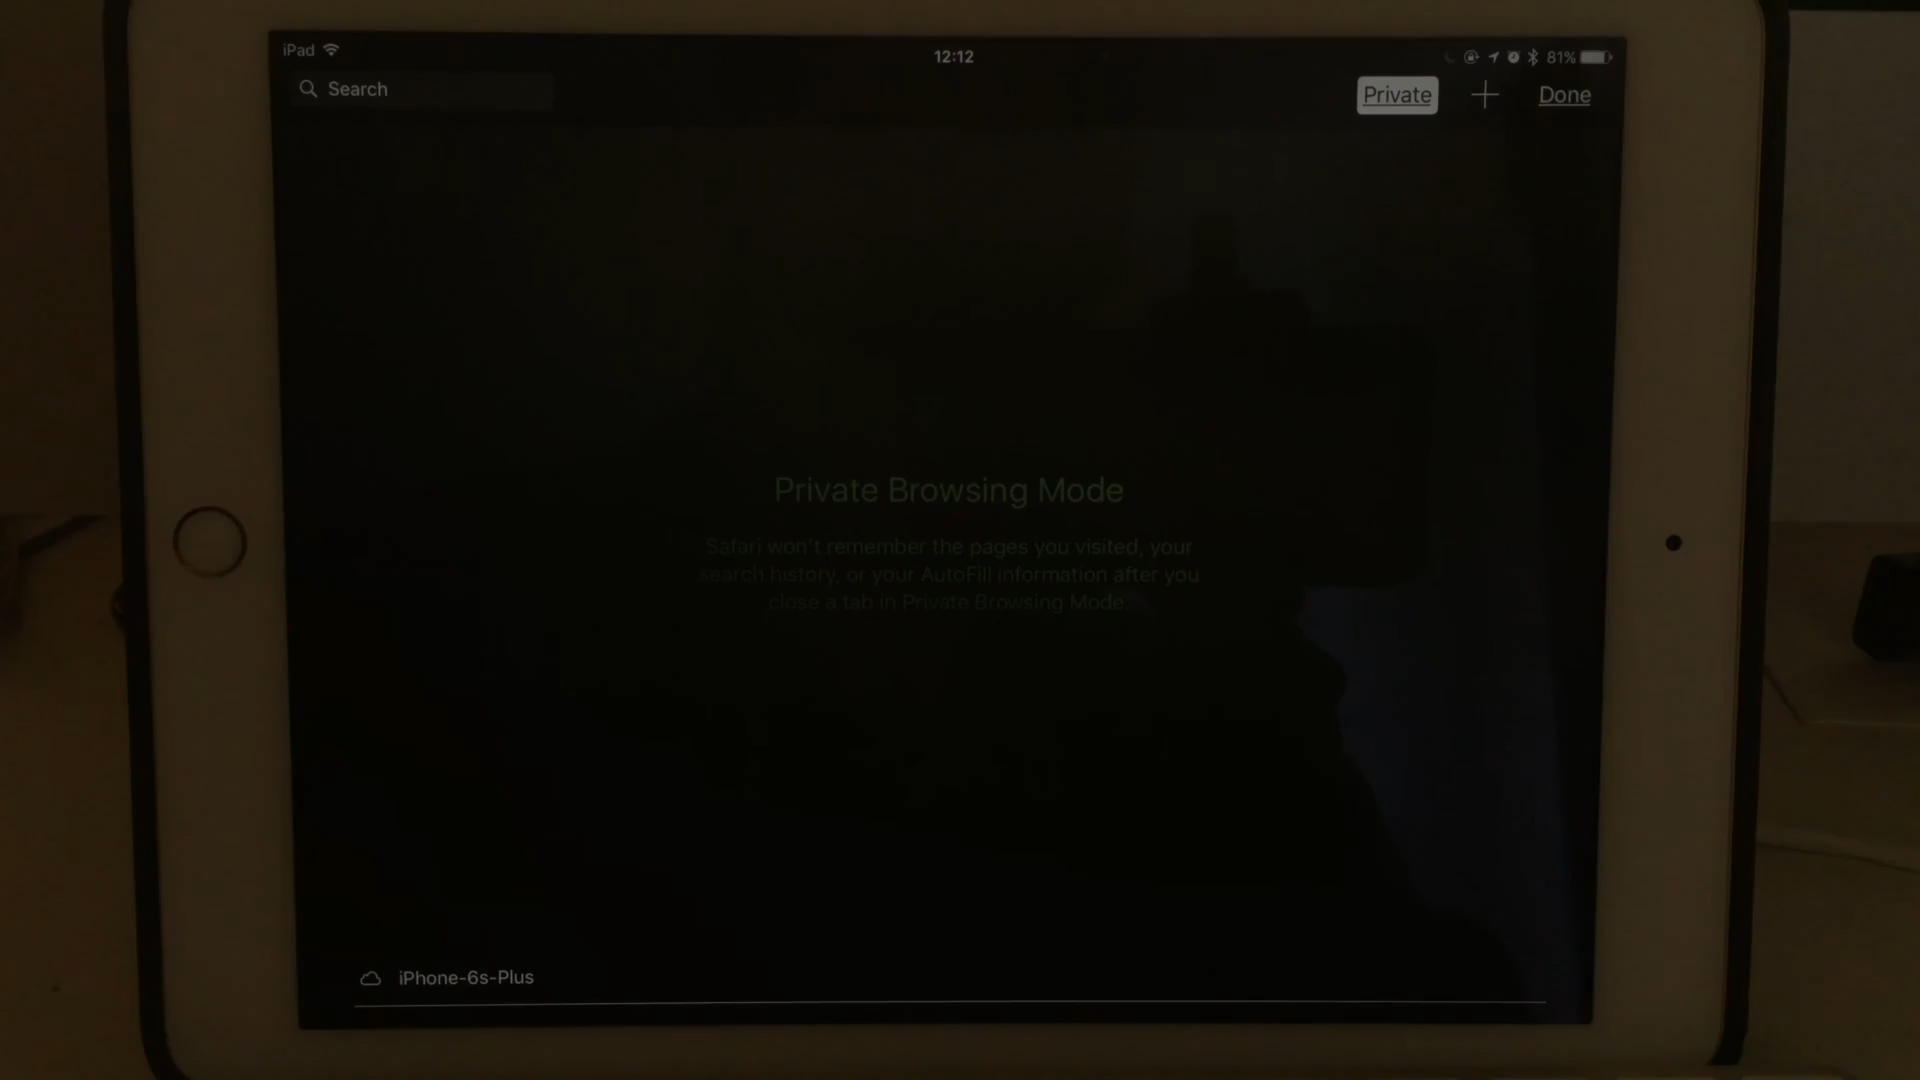 iPad
12:12
81%
Search
Private
Done
Private Browsing Mode
Safari won't remember the pages you visited, your
search history, or your AutoFill information after you
close a tab in Private Browsing Mode.
iPhone-6s-Plus